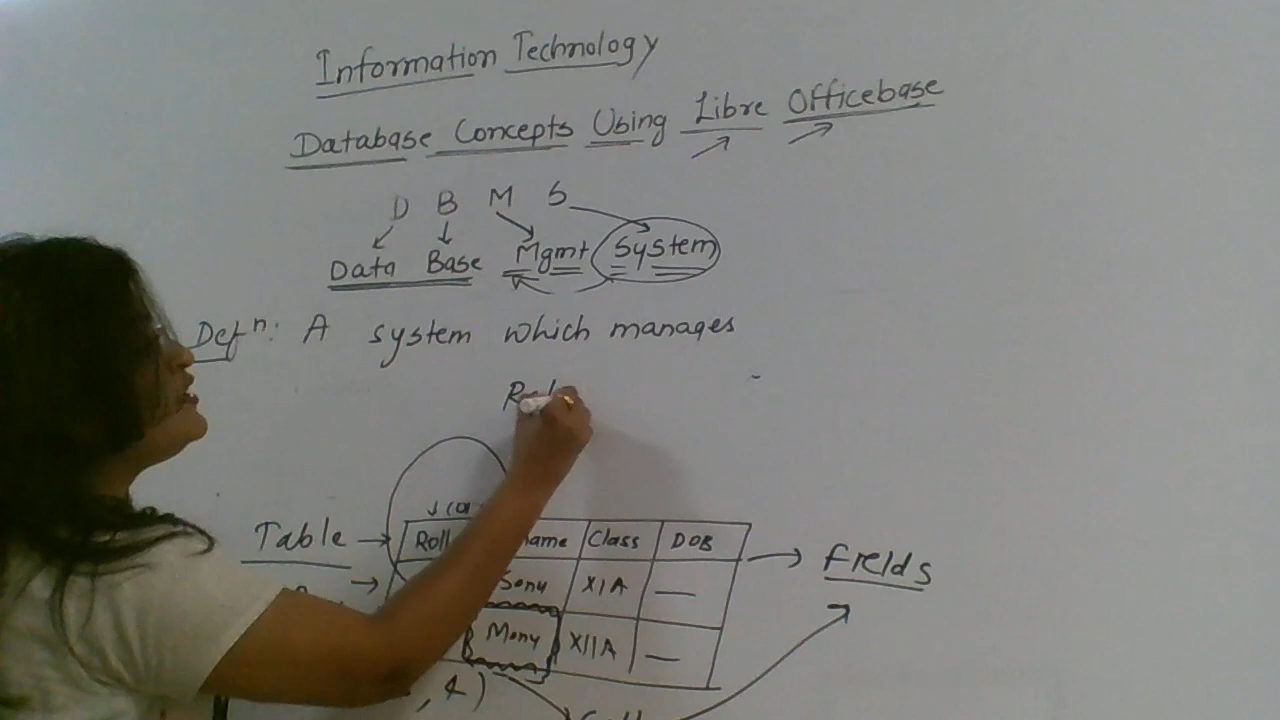 Information Technology
Database Concepts Using Libre Officebase
D B M S
Data Base Mgmt System
Defⁿ: A system which manages
Table
Roll Class DOB
fields
Sony XIA
Mony XIIA
, 4)